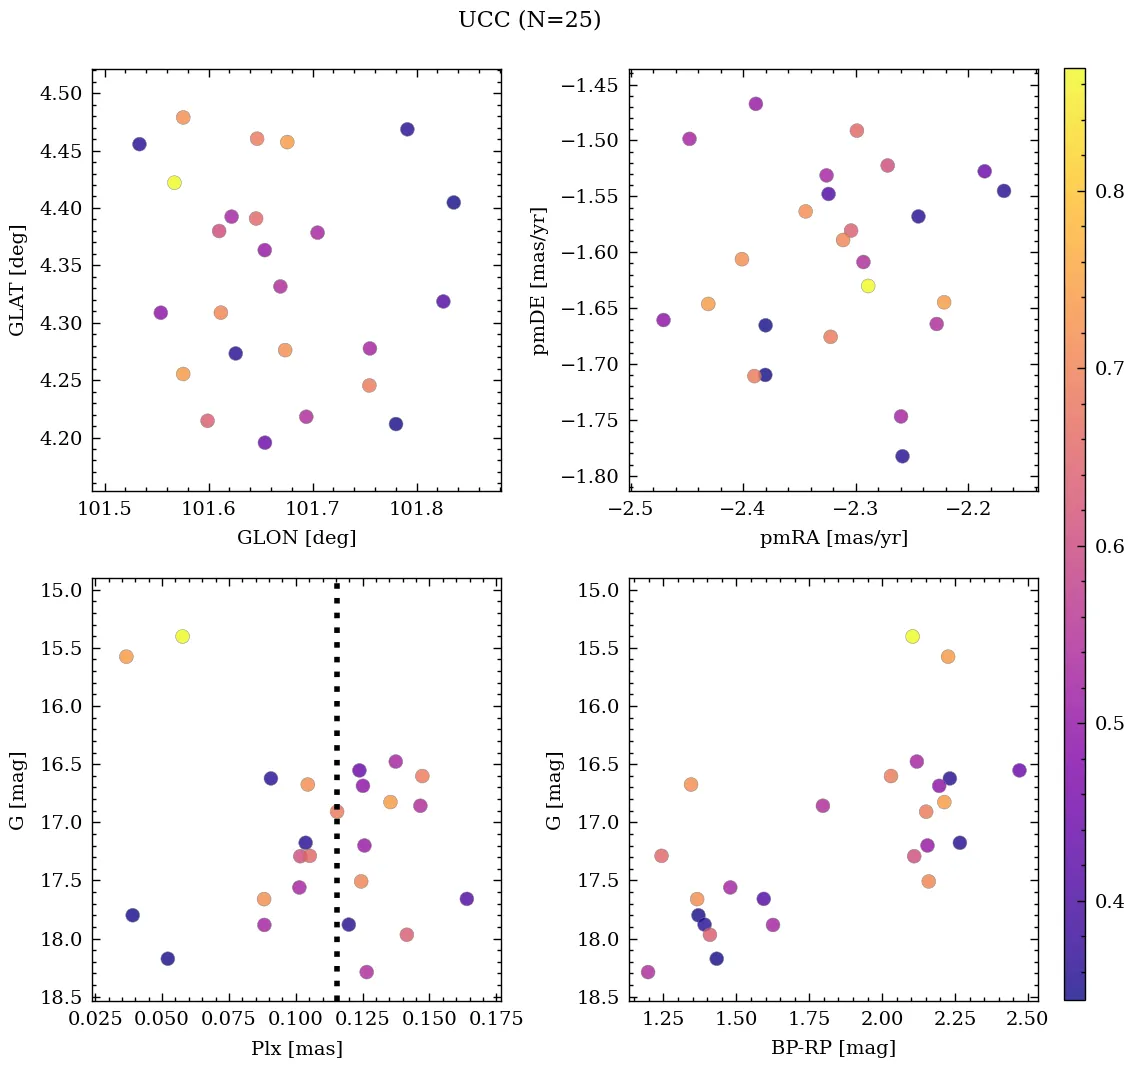 UCC (N=25)
4.50
4.45
4.40
4.35
4.30
4.25
4.20
GLAT [deg]
101.5 101.6 101.7 101.8
GLON [deg]
−1.45
−1.50
−1.55
−1.60
−1.65
−1.70
−1.75
−1.80
pmDE [mas/yr]
−2.5 −2.4 −2.3 −2.2
pmRA [mas/yr]
15.0
15.5
16.0
16.5
17.0
17.5
18.0
18.5
G [mag]
0.025 0.050 0.075 0.100 0.125 0.150 0.175
Plx [mas]
15.0
15.5
16.0
16.5
17.0
17.5
18.0
18.5
G [mag]
1.25 1.50 1.75 2.00 2.25 2.50
BP-RP [mag]
0.8
0.7
0.6
0.5
0.4